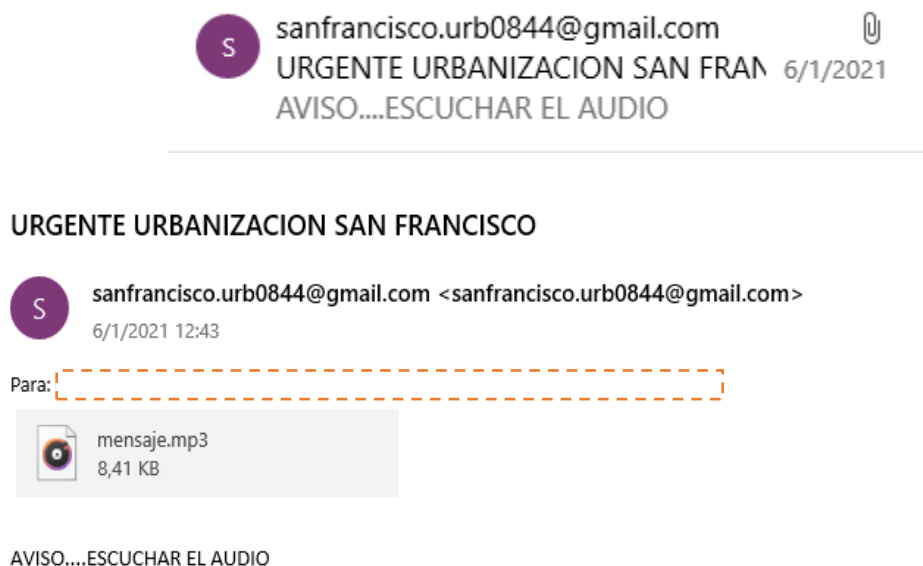 S
sanfrancisco.urb0844@gmail.com
URGENTE URBANIZACION SAN FRAN 6/1/2021
AVISO....ESCUCHAR EL AUDIO
URGENTE URBANIZACION SAN FRANCISCO
S
sanfrancisco.urb0844@gmail.com <sanfrancisco.urb0844@gmail.com>
6/1/2021 12:43
Para:
mensaje.mp3
8,41 KB
AVISO....ESCUCHAR EL AUDIO